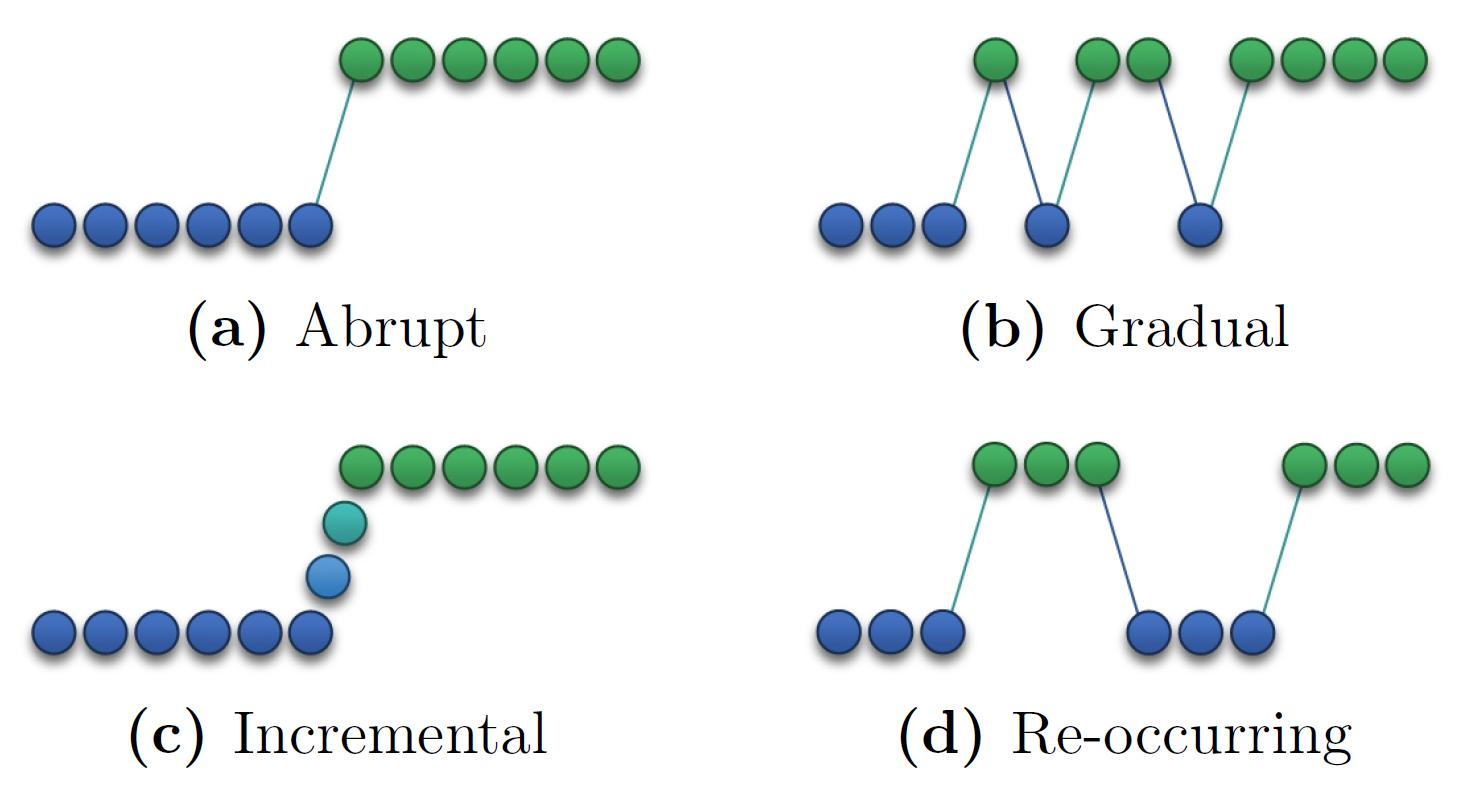 (a) Abrupt
(b) Gradual
(c) Incremental
(d) Re-occurring